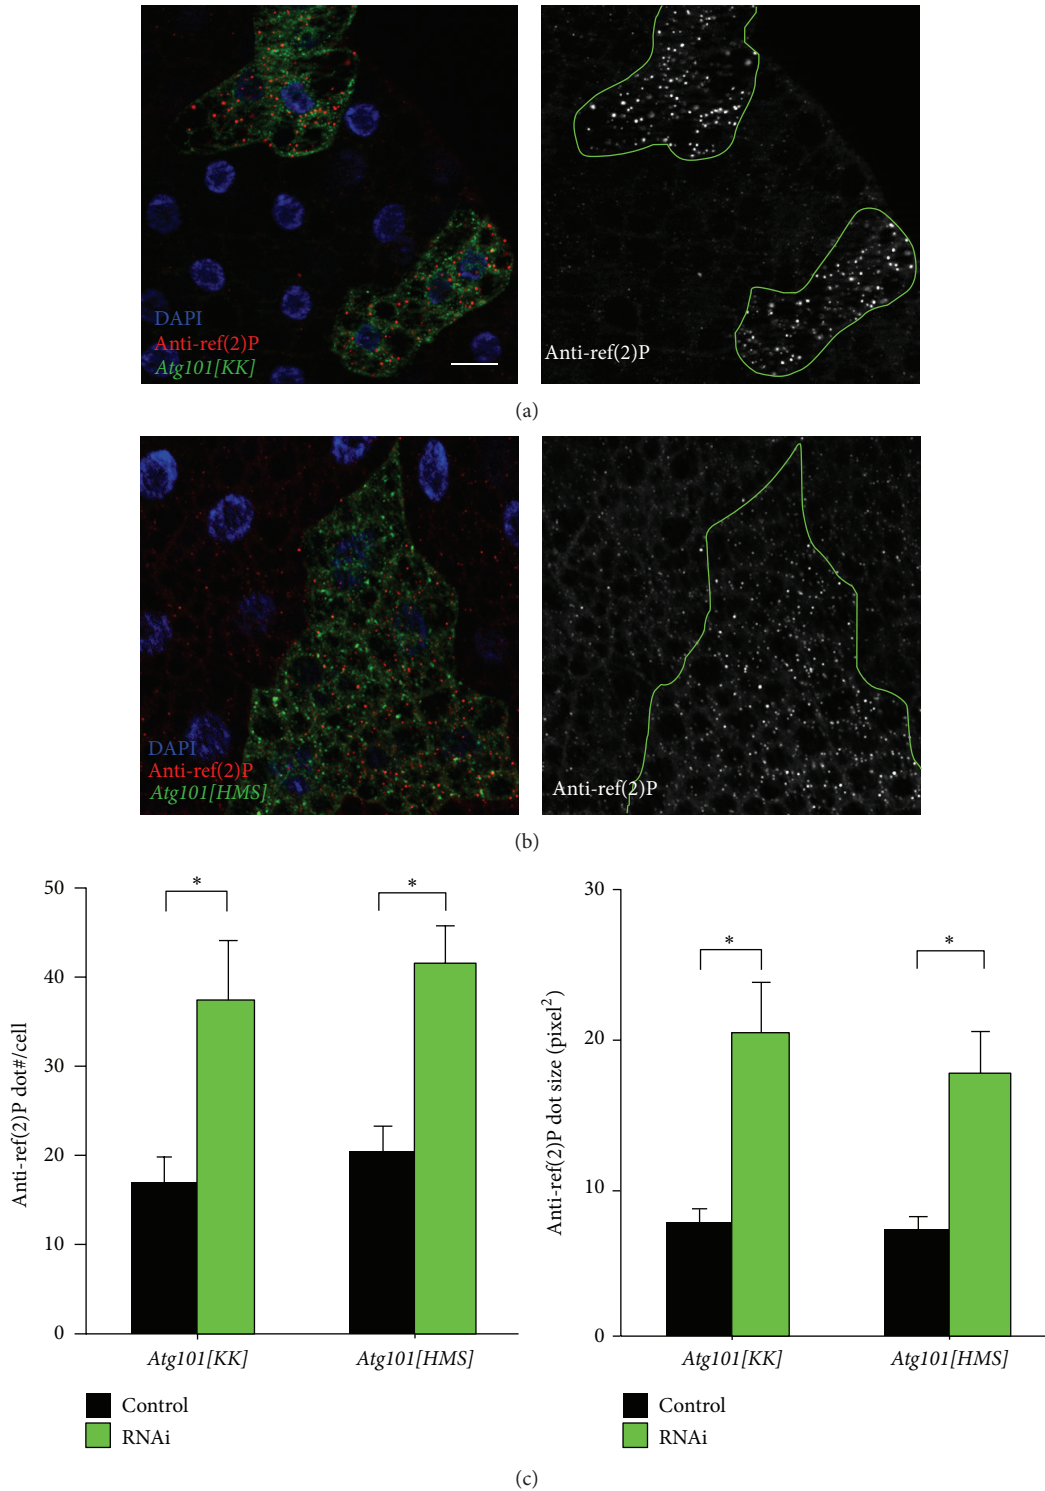 DAPI
Anti-ref(2)P
Atg101[KK]
Anti-ref(2)P
(a)
DAPI
Anti-ref(2)P
Atg101[HMS]
Anti-ref(2)P
(b)
Anti-ref(2)P dot#/cell
50
40
30
20
10
0
*
*
Atg101[KK]
Atg101[HMS]
Control
RNAi
Anti-ref(2)P dot size (pixel²)
30
20
10
0
*
*
Atg101[KK]
Atg101[HMS]
Control
RNAi
(c)